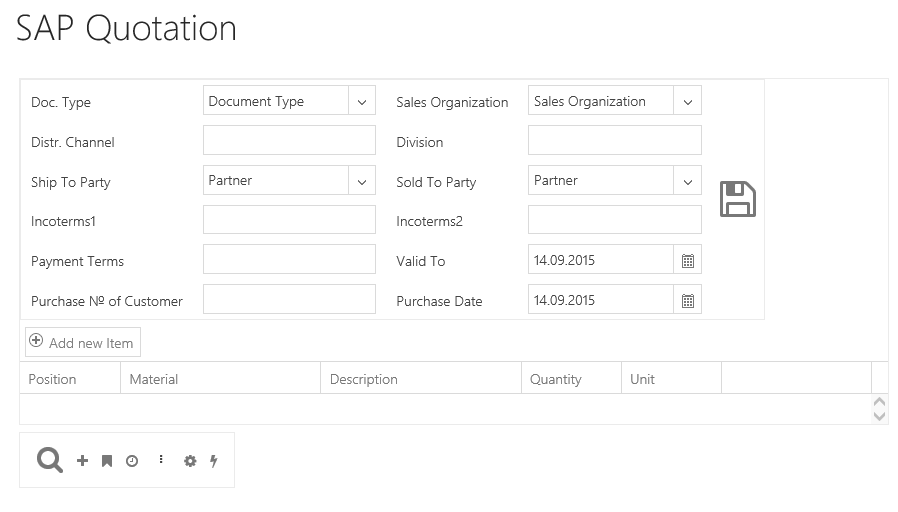 SAP Quotation
Doc. Type Document Type Sales Organization Sales Organization
Distr. Channel Division
Ship To Party Partner Sold To Party Partner
Incoterms1 Incoterms2
Payment Terms Valid To 14.09.2015
Purchase № of Customer Purchase Date 14.09.2015
Add new Item
Position Material Description Quantity Unit